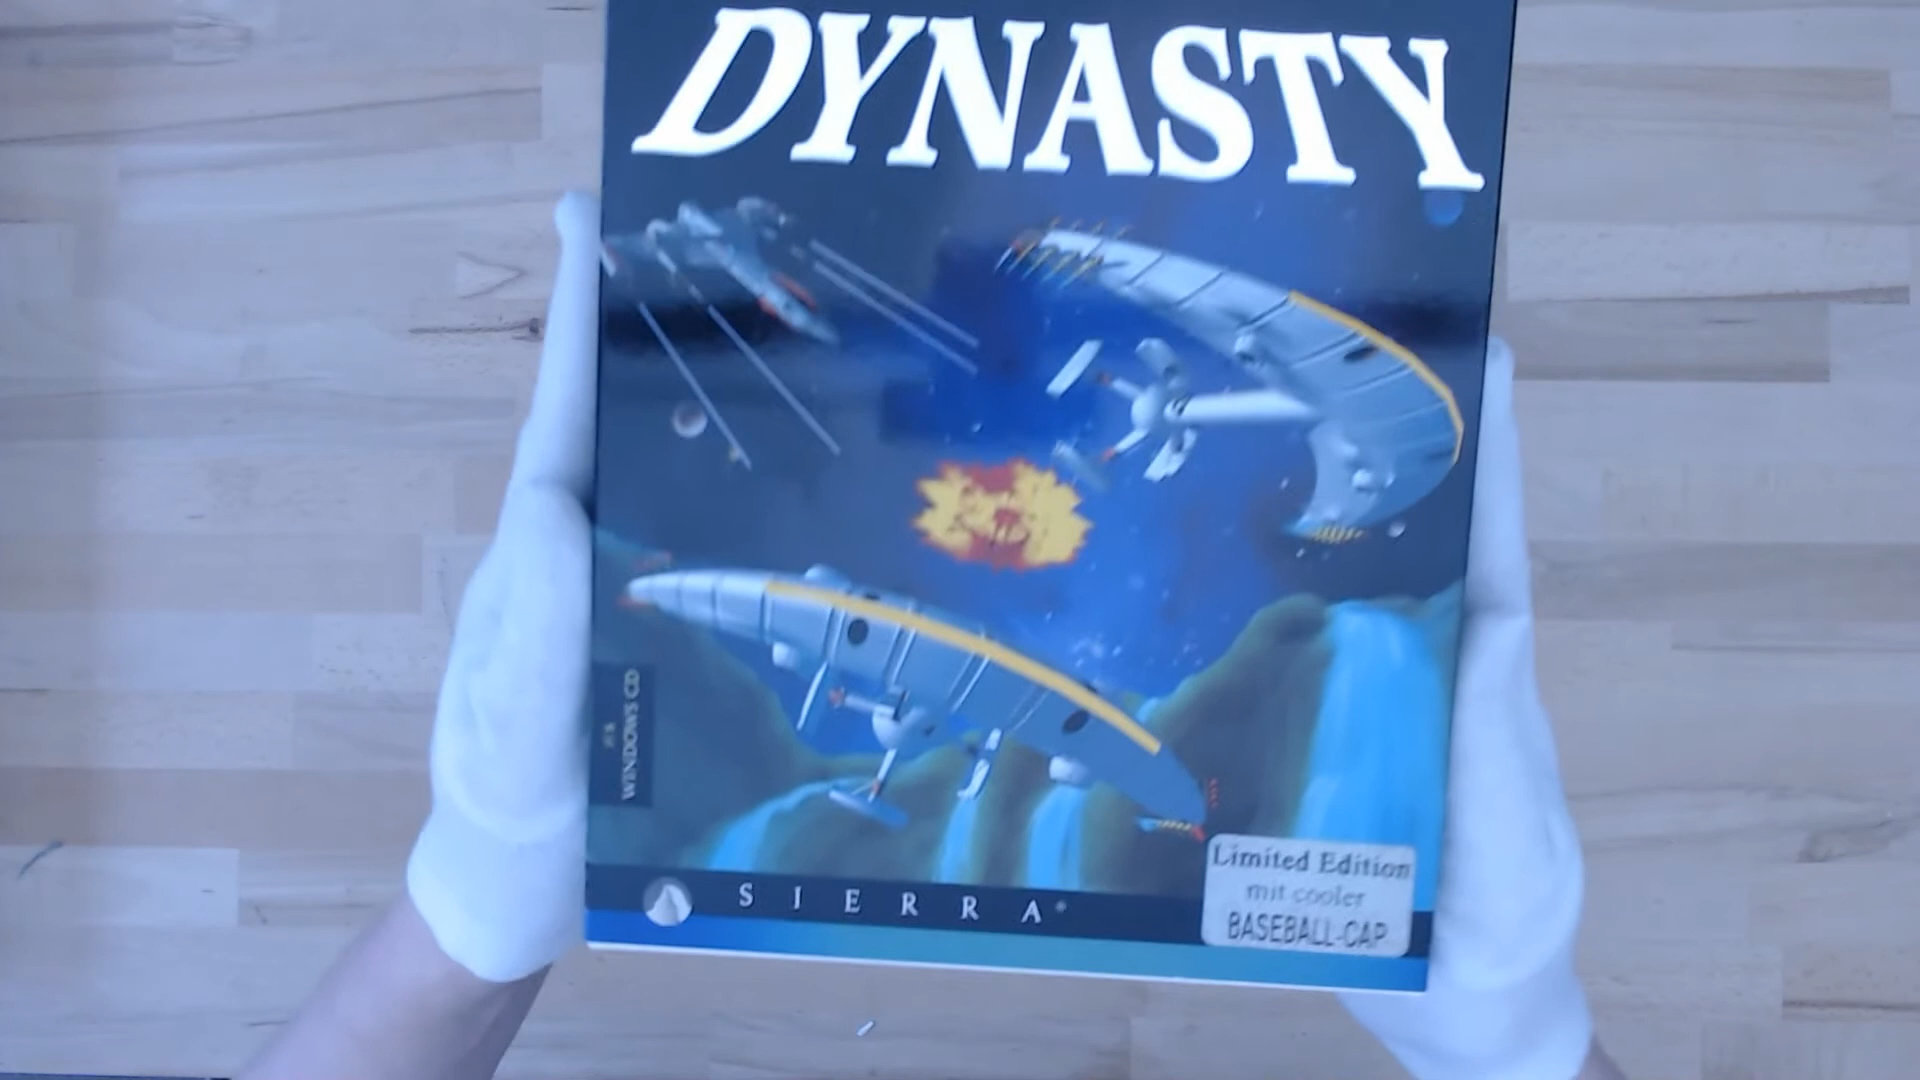 DYNASTY
WINDOWS CD
SIERRA®
Limited Edition
mit cooler
BASEBALL-CAP